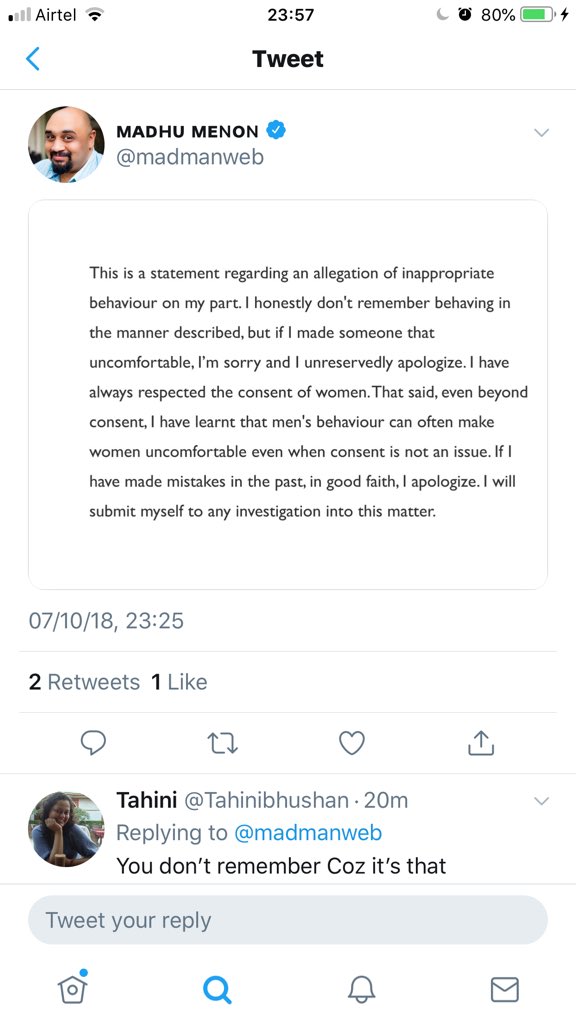 Airtel 23:57 80%
Tweet
MADHU MENON
@madmanweb
This is a statement regarding an allegation of inappropriate
behaviour on my part. I honestly don't remember behaving in
the manner described, but if I made someone that
uncomfortable, I'm sorry and I unreservedly apologize. I have
always respected the consent of women. That said, even beyond
consent, I have learnt that men's behaviour can often make
women uncomfortable even when consent is not an issue. If I
have made mistakes in the past, in good faith, I apologize. I will
submit myself to any investigation into this matter.
07/10/18, 23:25
2 Retweets 1 Like
Tahini @Tahinibhushan · 20m
Replying to @madmanweb
You don’t remember Coz it’s that
Tweet your reply